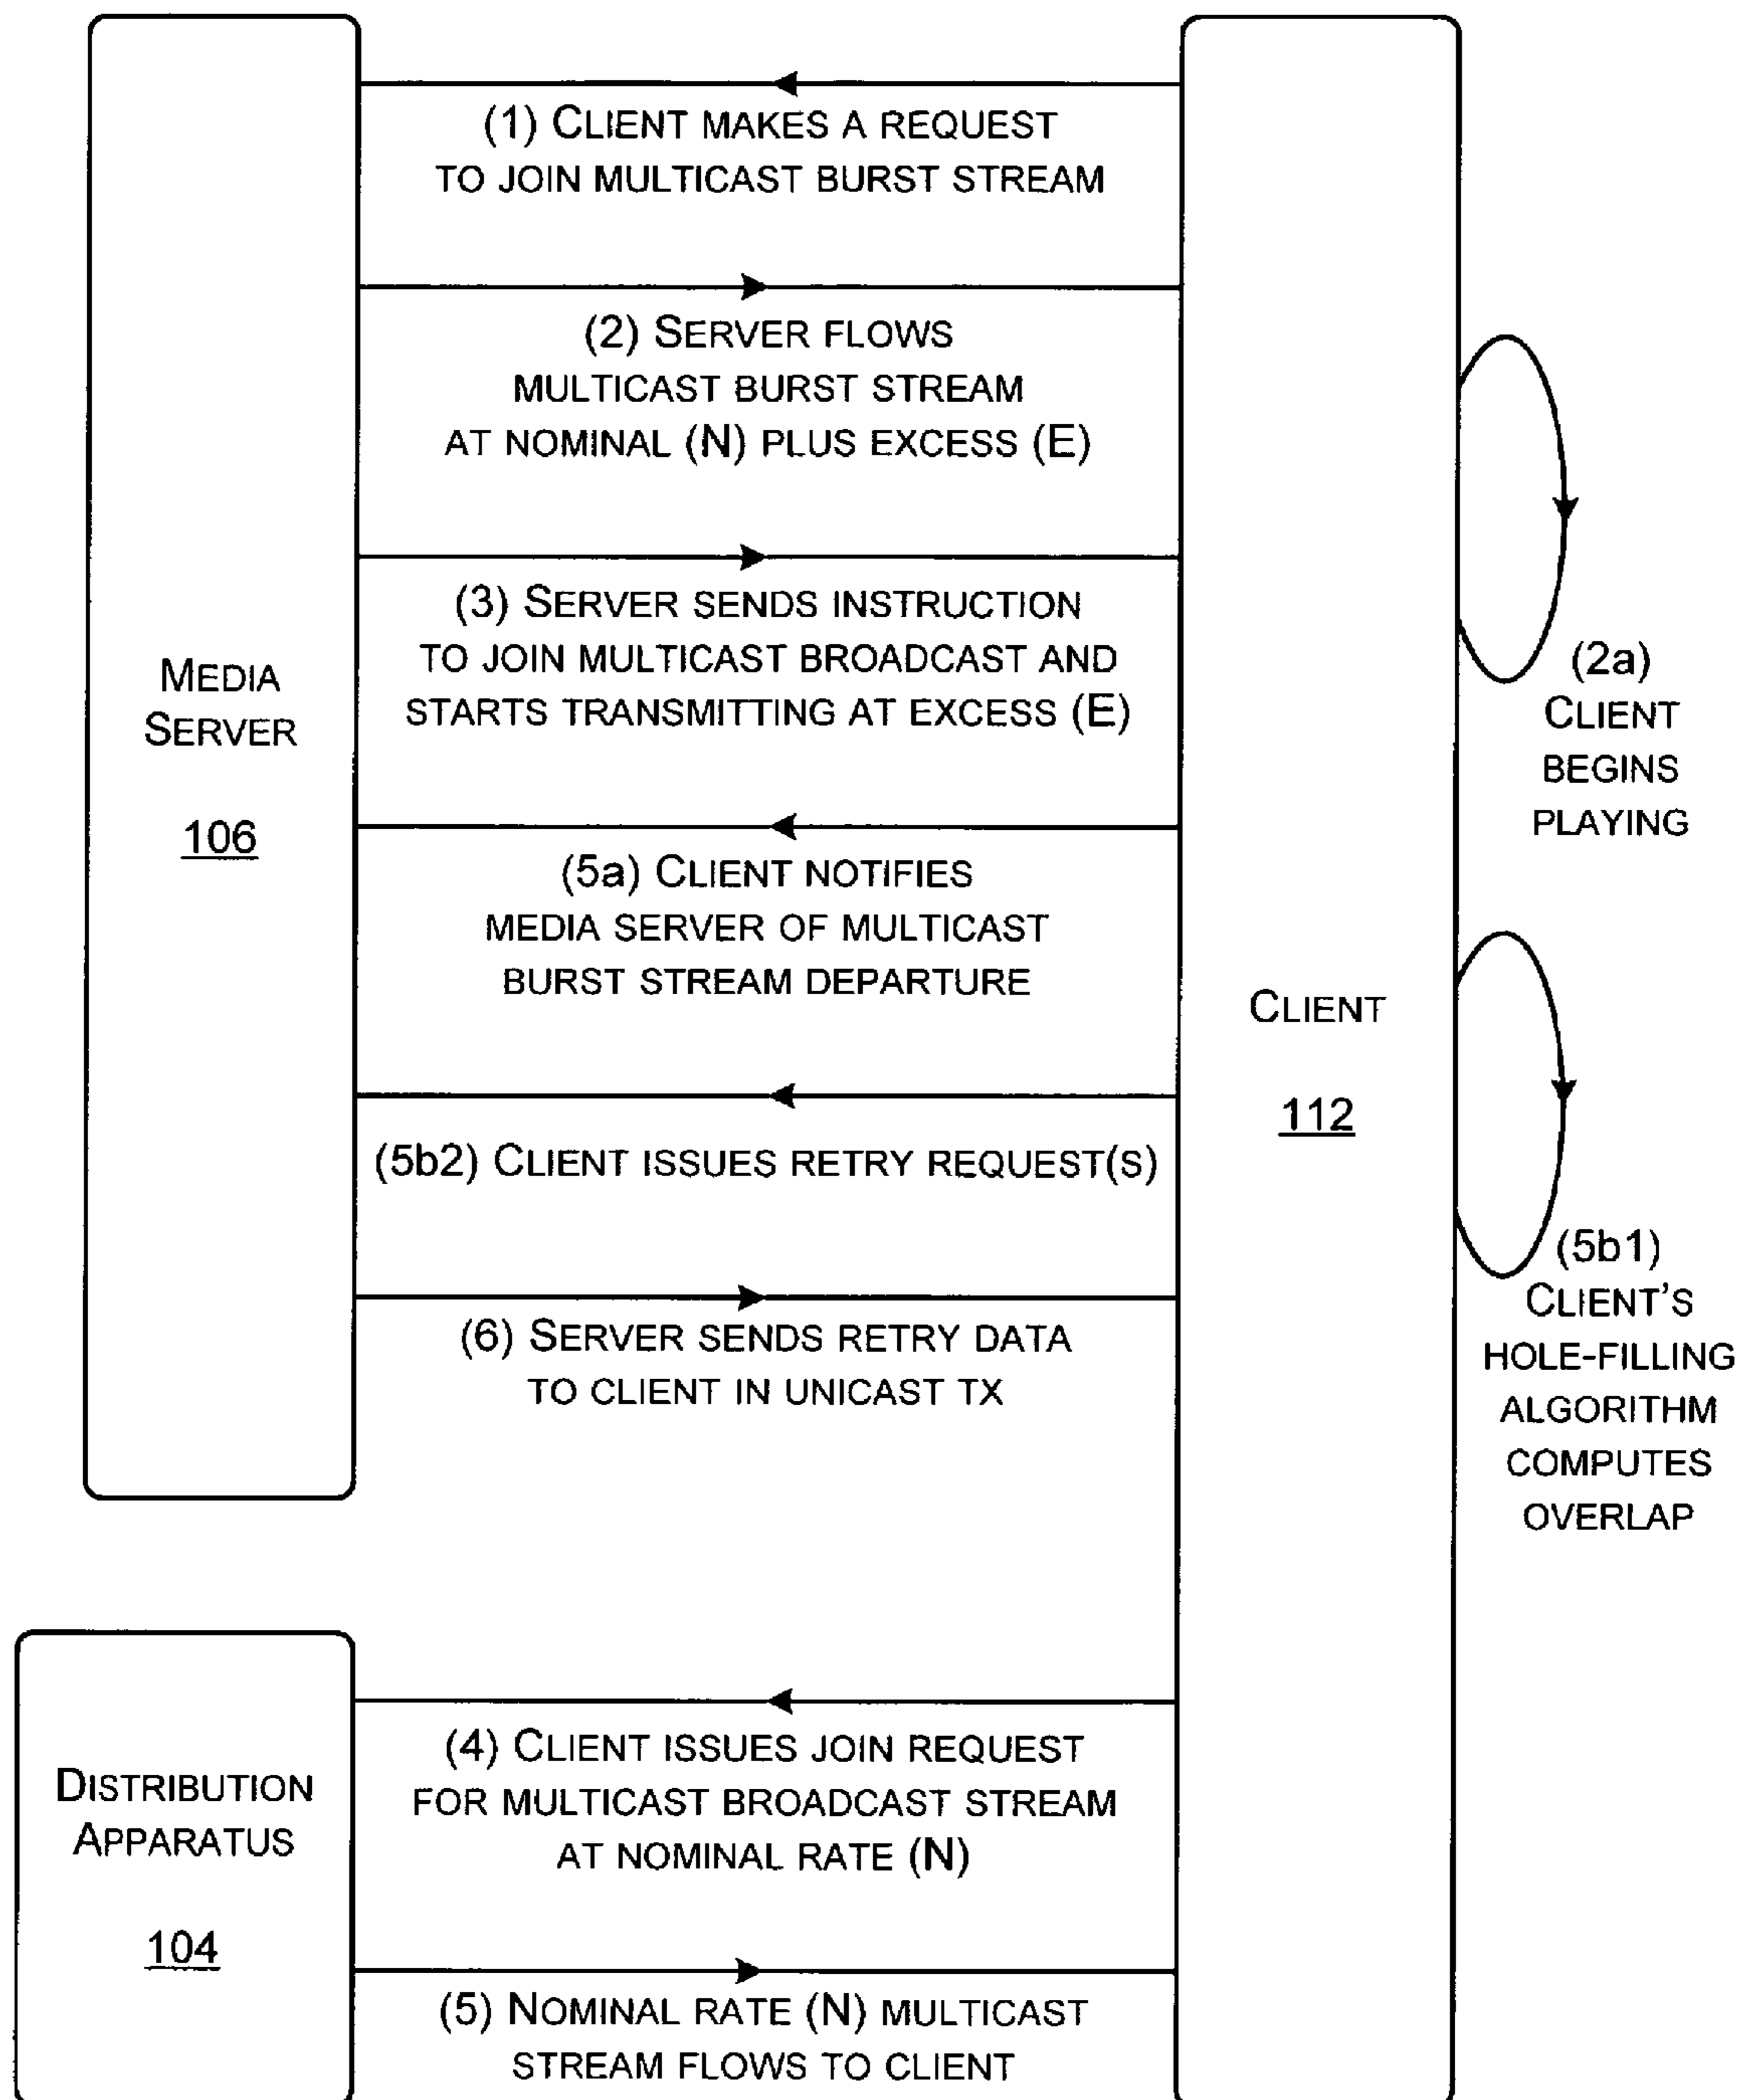 (1) CLIENT MAKES A REQUEST
TO JOIN MULTICAST BURST STREAM
(2) SERVER FLOWS
MULTICAST BURST STREAM
AT NOMINAL (N) PLUS EXCESS (E)
(3) SERVER SENDS INSTRUCTION
TO JOIN MULTICAST BROADCAST AND
STARTS TRANSMITTING AT EXCESS (E)
MEDIA
SERVER
106
(2a)
CLIENT
BEGINS
PLAYING
(5a) CLIENT NOTIFIES
MEDIA SERVER OF MULTICAST
BURST STREAM DEPARTURE
CLIENT
112
(5b2) CLIENT ISSUES RETRY REQUEST(S)
(5b1)
CLIENT'S
HOLE-FILLING
ALGORITHM
COMPUTES
OVERLAP
(6) SERVER SENDS RETRY DATA
TO CLIENT IN UNICAST TX
DISTRIBUTION
APPARATUS
104
(4) CLIENT ISSUES JOIN REQUEST
FOR MULTICAST BROADCAST STREAM
AT NOMINAL RATE (N)
(5) NOMINAL RATE (N) MULTICAST
STREAM FLOWS TO CLIENT